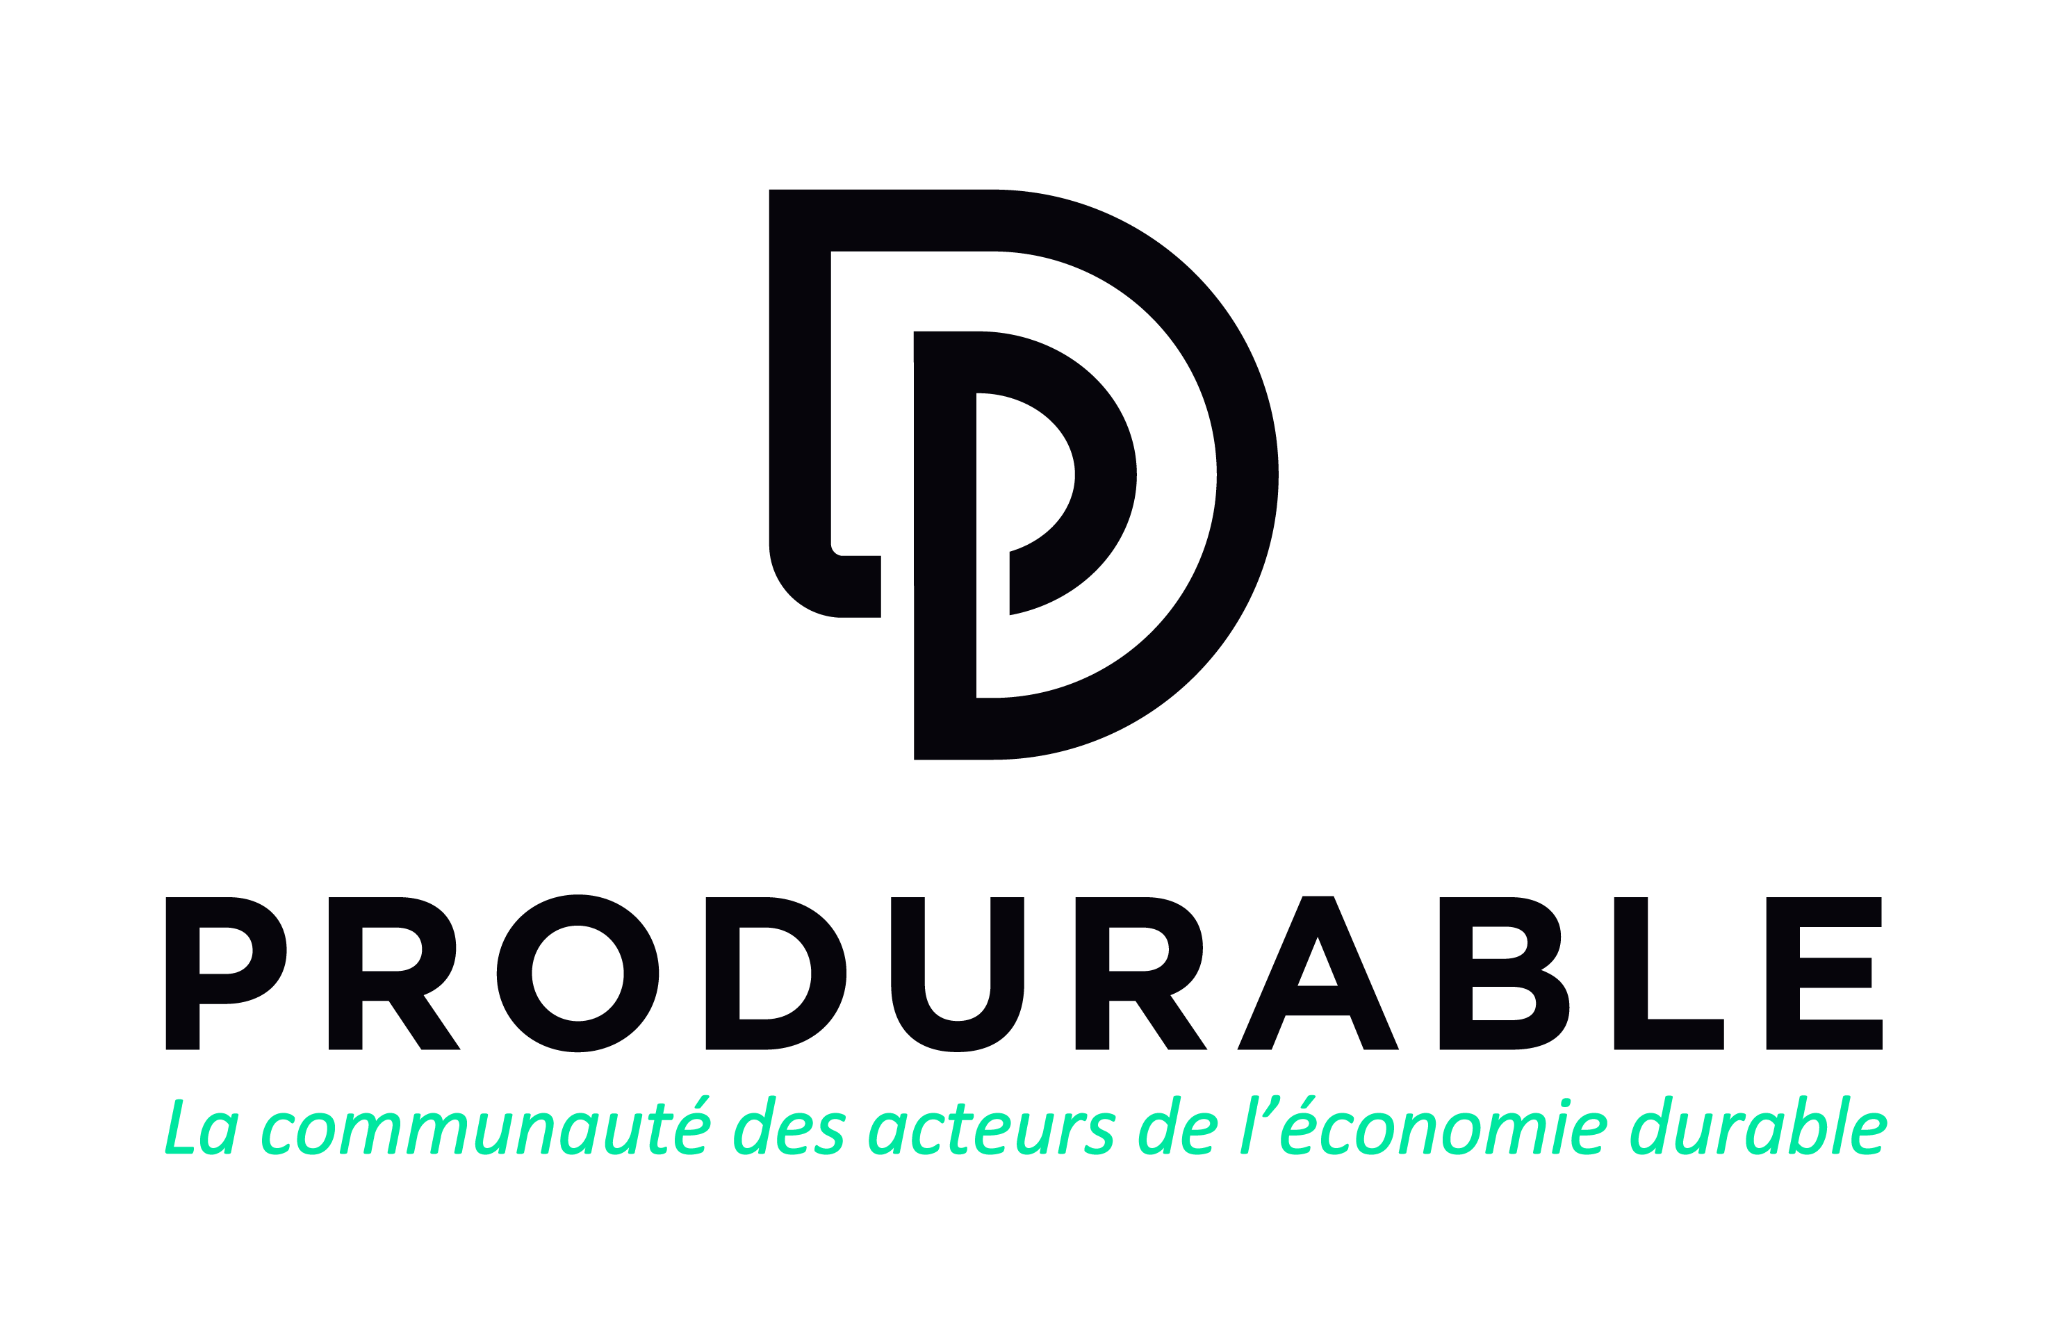 PRODURABLE
La communauté des acteurs de l’économie durable